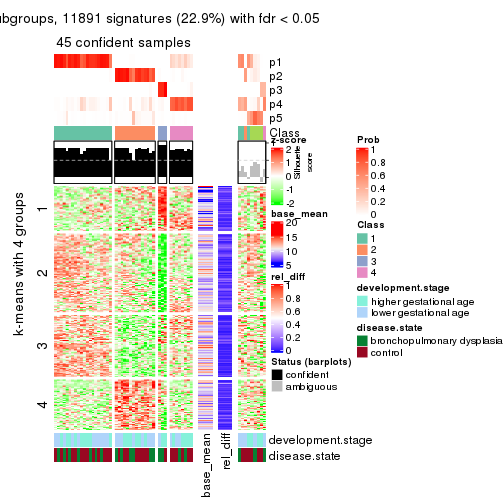 ubgroups, 11891 signatures (22.9%) with fdr < 0.05
45 confident samples
p1
p2
p3
p4
p5
Class
Silhouette
score
k-means with 4 groups
1
2
3
4
z-score
2
1
0
-1
-2
base_mean
20
15
10
5
rel_diff
1
0.8
0.6
0.4
0.2
0
Status (barplots)
confident
ambiguous
Prob
1
0.8
0.6
0.4
0.2
0
Class
1
2
3
4
development.stage
higher gestational age
lower gestational age
disease.state
bronchopulmonary dysplasia
control
development.stage
disease.state
base_mean
rel_diff